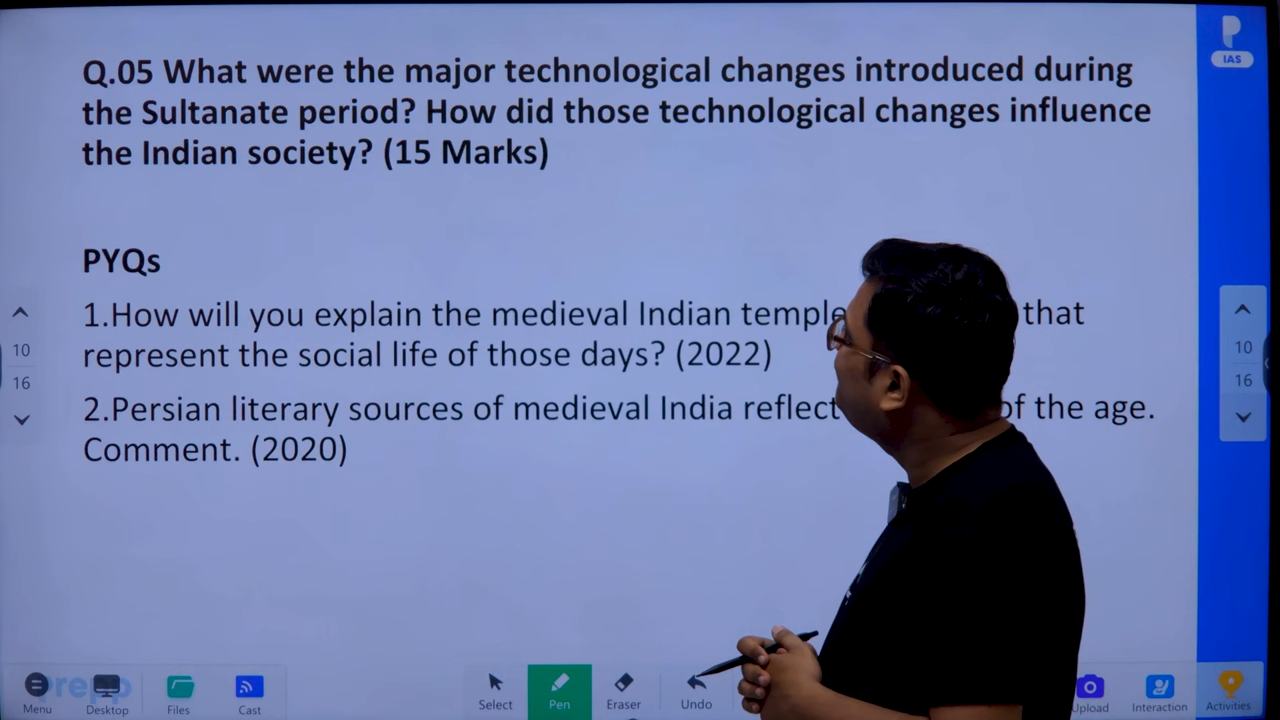 Q.05 What were the major technological changes introduced during
the Sultanate period? How did those technological changes influence
the Indian society? (15 Marks)
PYQs
1.How will you explain the medieval Indian temple that
represent the social life of those days? (2022)
2.Persian literary sources of medieval India reflect of the age.
Comment. (2020)
IAS
10
16
10
16
Menu
Desktop
Files
Cast
Select
Pen
Eraser
Undo
Upload
Interaction
Activities